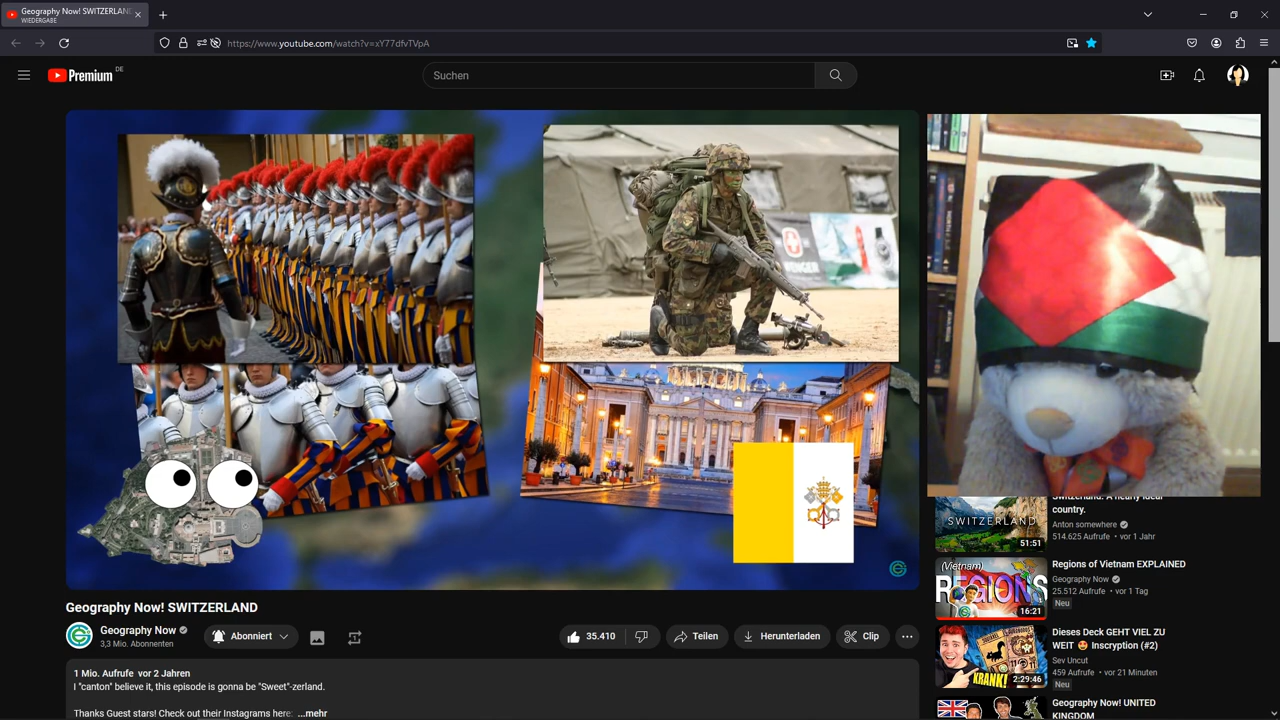 Geography Now! SWITZERLAND
WIEDERGABE
https://www.youtube.com/watch?v=xY77dfvTVpA
Premium DE
Suchen
WENGER
Geography Now! SWITZERLAND
Geography Now
3,3 Mio. Abonnenten
Abonniert
35.410
Teilen
Herunterladen
Clip
1 Mio. Aufrufe vor 2 Jahren
I "canton" believe it, this episode is gonna be "Sweet"-zerland.
Thanks Guest stars! Check out their Instagrams here: ...mehr
SWITZERLAND
51:51
Switzerland: A nearly ideal
country.
Anton somewhere
514.625 Aufrufe • vor 1 Jahr
(Vietnam)
REGIONS
16:21
Regions of Vietnam EXPLAINED
Geography Now
25.512 Aufrufe • vor 1 Tag
Neu
KRANK!
2:29:46
Dieses Deck GEHT VIEL ZU
WEIT 🤩 Inscryption (#2)
Sev Uncut
459 Aufrufe • vor 21 Minuten
Neu
Geography Now! UNITED
KINGDOM